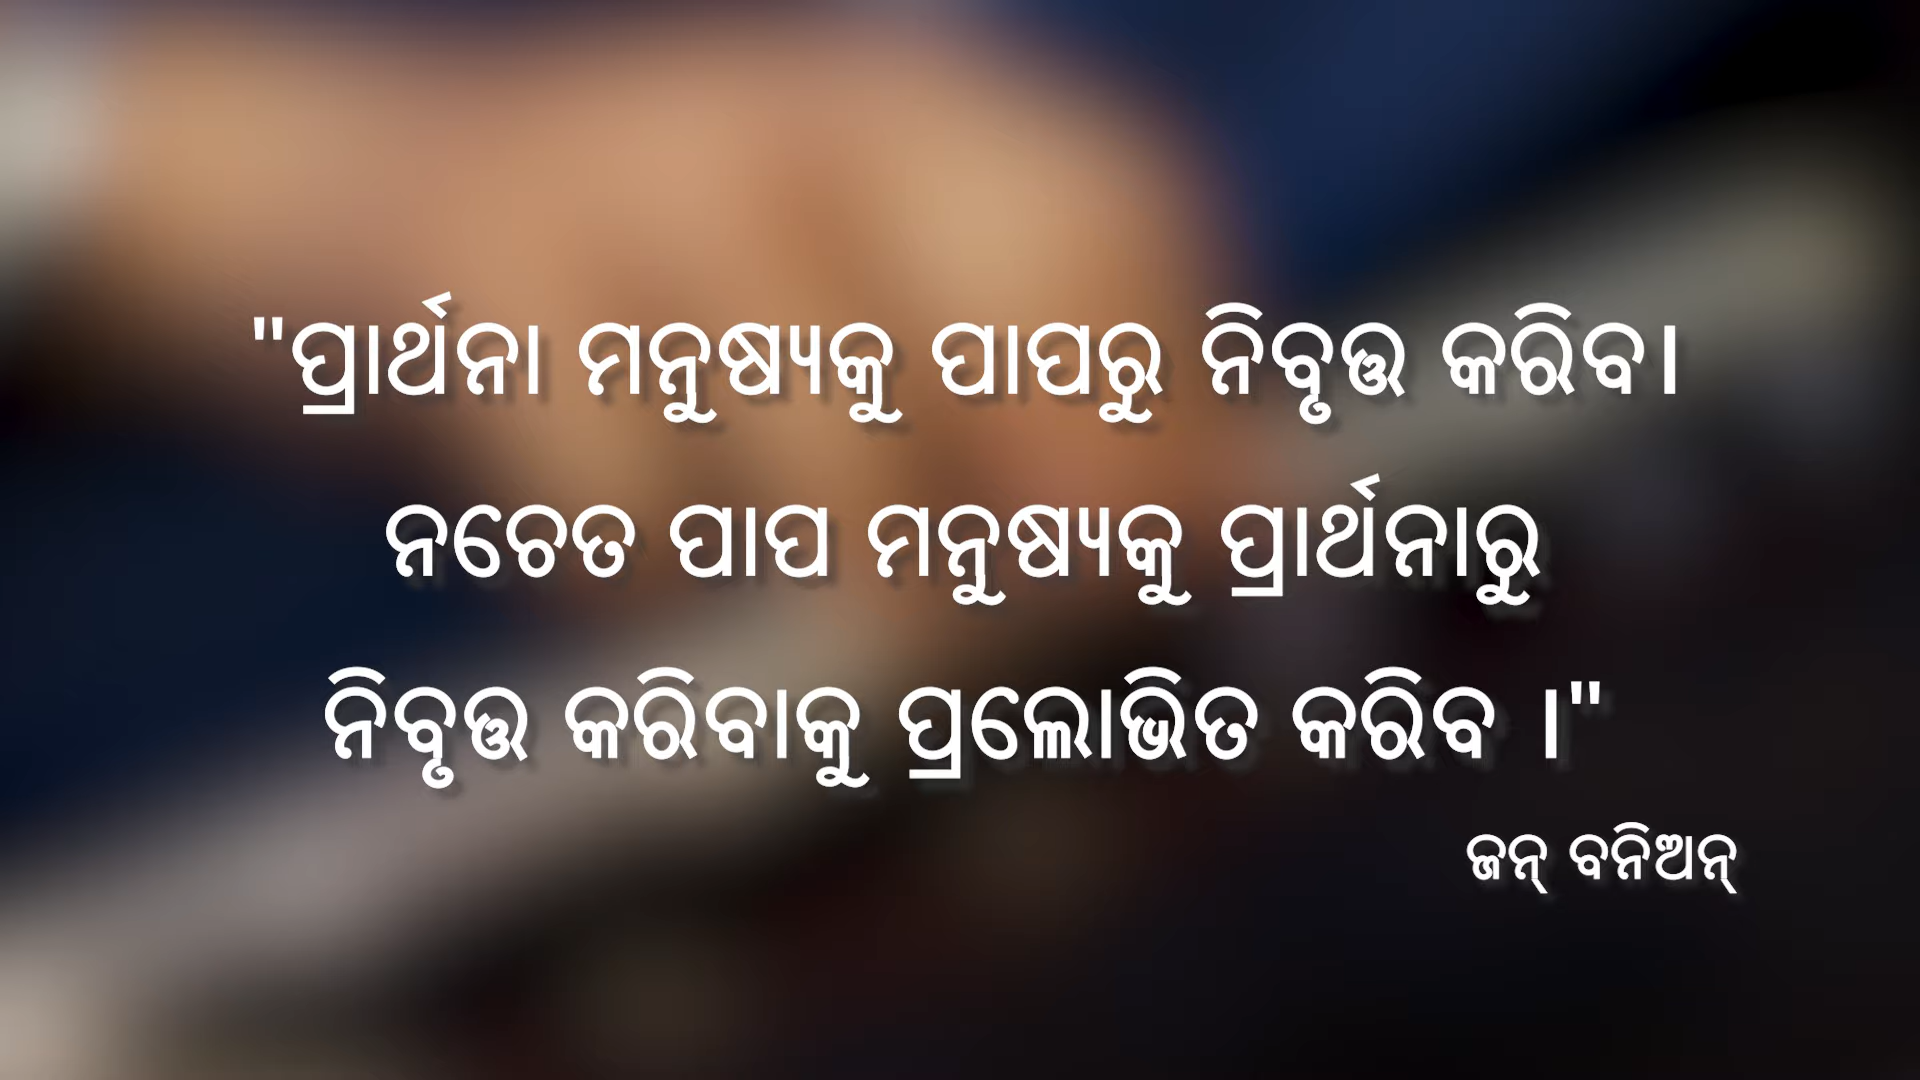 "ପ୍ରାର୍ଥନା ମନୁଷ୍ୟକୁ ପାପରୁ ନିବୃତ୍ତ କରିବ।
ନଚେତ ପାପ ମନୁଷ୍ୟକୁ ପ୍ରାର୍ଥନାରୁ
ନିବୃତ୍ତ କରିବାକୁ ପ୍ରଲୋଭିତ କରିବ ।"
ଜନ୍ ବନିଅନ୍